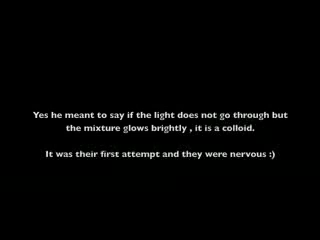 Yes he meant to say if the light does not go through but
the mixture glows brightly , it is a colloid.
It was their first attempt and they were nervous :)